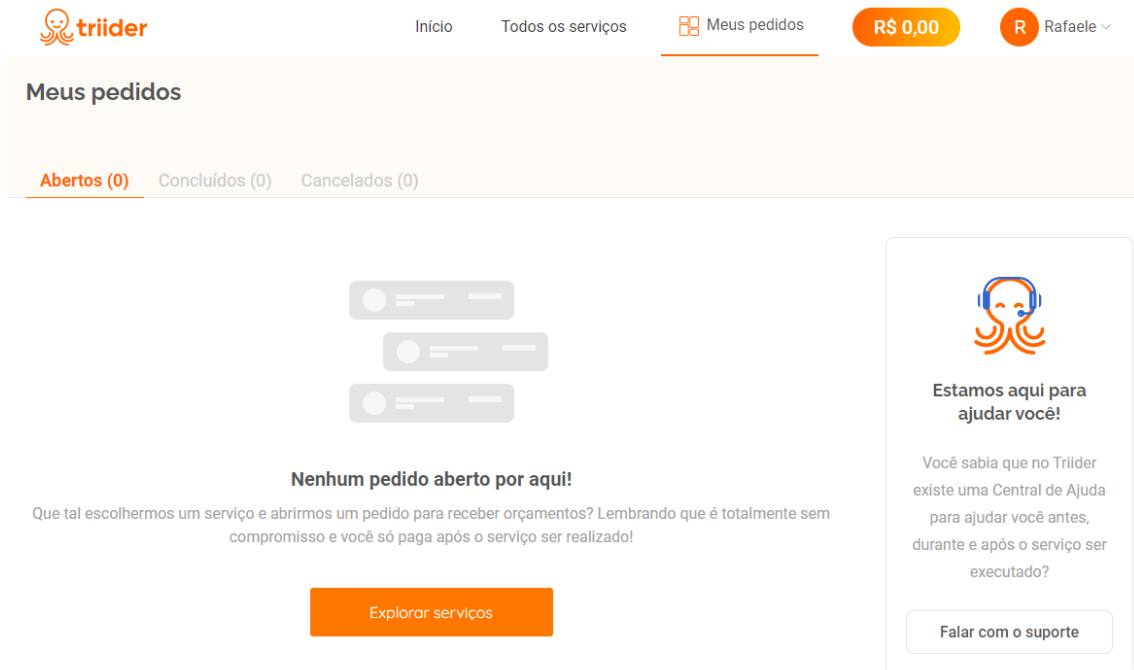 triider
Início
Todos os serviços
Meus pedidos
R$ 0,00
R
Rafaele
Meus pedidos
Abertos (0)
Concluídos (0)
Cancelados (0)
Nenhum pedido aberto por aqui!
Que tal escolhermos um serviço e abrirmos um pedido para receber orçamentos? Lembrando que é totalmente sem
compromisso e você só paga após o serviço ser realizado!
Explorar serviços
Estamos aqui para
ajudar você!
Você sabia que no Triider
existe uma Central de Ajuda
para ajudar você antes,
durante e após o serviço ser
executado?
Falar com o suporte